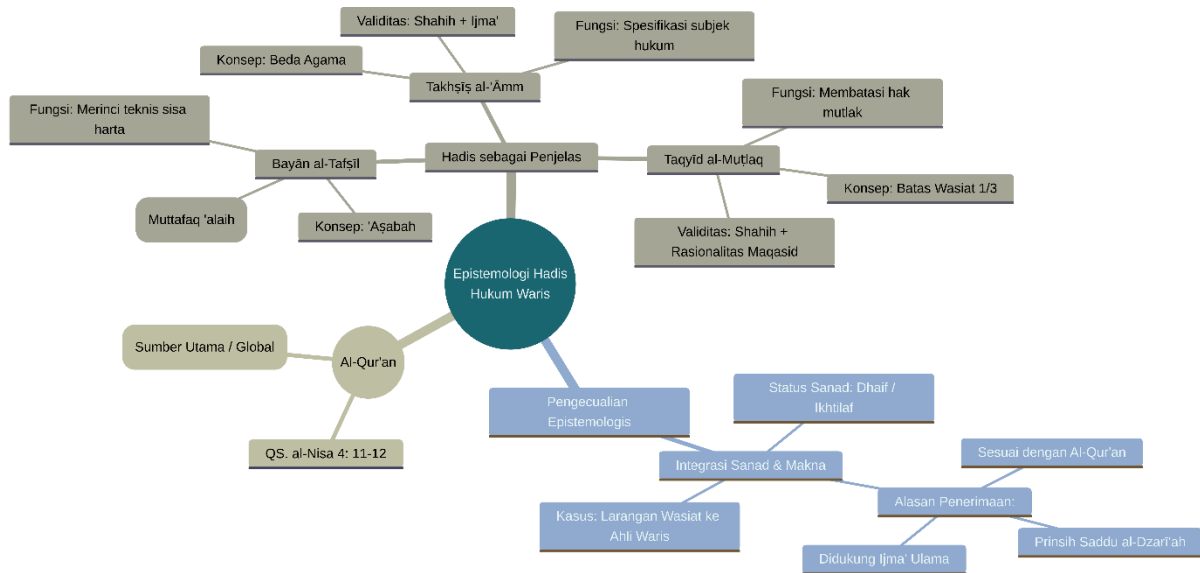 Validitas: Shahih + Ijma'
Fungsi: Spesifikasi subjek
hukum
Konsep: Beda Agama
Takhṣīṣ al-'Āmm
Fungsi: Membatasi hak
mutlak
Fungsi: Merinci teknis sisa
harta
Bayân al-Tafṣīl
Hadis sebagai Penjelas
Taqyīd al-Muṭlaq
Konsep: Batas Wasiat 1/3
Muttafaq 'alaih
Konsep: 'Aṣabah
Validitas: Shahih +
Rasionalitas Maqasid
Epistemologi Hadis
Hukum Waris
Sumber Utama / Global
Al-Qur'an
QS. al-Nisa 4: 11-12
Pengecualian
Epistemologis
Status Sanad: Dhaif /
Ikhtilaf
Integrasi Sanad & Makna
Sesuai dengan Al-Qur'an
Kasus: Larangan Wasiat ke
Ahli Waris
Alasan Penerimaan:
Didukung Ijma' Ulama
Prinsih Saddu al-Dzarī'ah